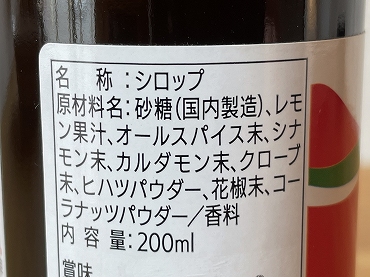 名　　称：シロップ
原材料名：砂糖（国内製造）、レモ
ン果汁、オールスパイス末、シナ
モン末、カルダモン末、クローブ
末、ヒハツパウダー、花椒末、コー
ラナッツパウダー／香料
内 容 量：200ml
賞味